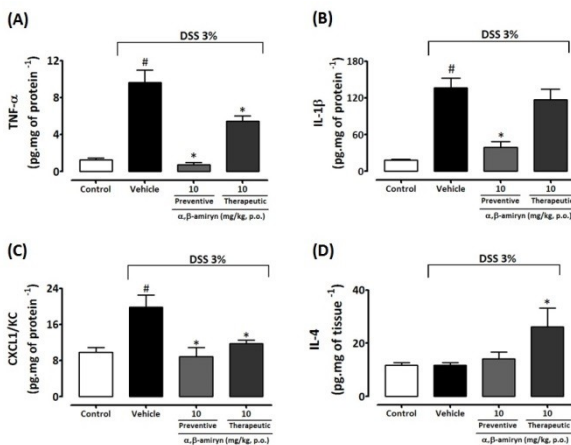 (A)
DSS 3%
TNF-α
(pg.mg of protein ⁻¹)
12
8
4
0
#
*
*
Control
Vehicle
10
10
Preventive
Therapeutic
α,β-amiryn (mg/kg, p.o.)
(B)
DSS 3%
IL-1β
(pg.mg of protein ⁻¹)
180
120
60
0
#
*
Control
Vehicle
10
10
Preventive
Therapeutic
α,β-amiryn (mg/kg, p.o.)
(C)
DSS 3%
CXCL1/KC
(pg.mg of protein ⁻¹)
24
16
8
0
#
*
*
Control
Vehicle
10
10
Preventive
Therapeutic
α,β-amiryn (mg/kg, p.o.)
(D)
DSS 3%
IL-4
(pg.mg of tissue ⁻¹)
40
20
0
*
Control
Vehicle
10
10
Preventive
Therapeutic
α,β-amiryn (mg/kg, p.o.)